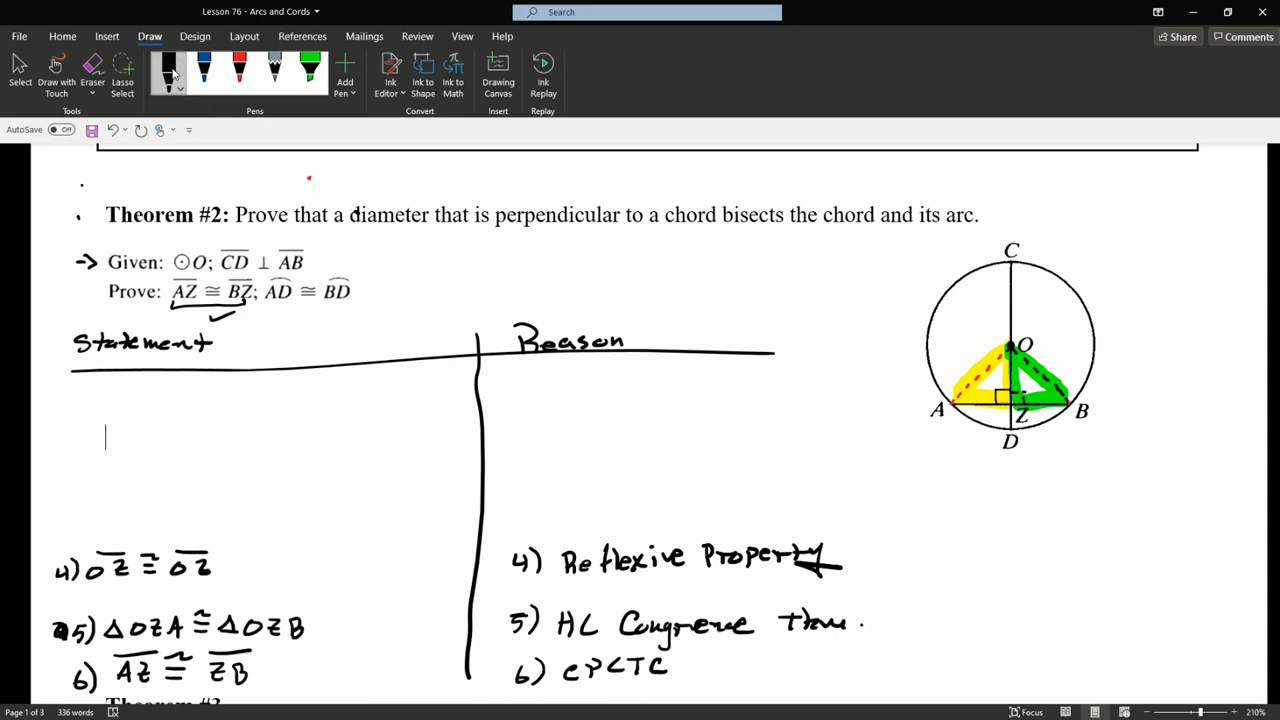 Lesson 76 - Arcs and Cords
Search
File Home Insert Draw Design Layout References Mailings Review View Help
Share Comments
Select Draw with Touch Eraser Lasso Select Add Pen Ink Editor Ink to Shape Ink to Math Drawing Canvas Ink Replay
Tools Pens Convert Insert Replay
AutoSave Off
Theorem #2: Prove that a diameter that is perpendicular to a chord bisects the chord and its arc.
Given: ⊙O; CD ⊥ AB
Prove: AZ ≅ BZ; AD ≅ BD
Statement Reason
C
O
A Z B
D
4) OZ ≅ OZ 4) Reflexive Property
5) ΔOZA ≅ ΔOZB 5) HL Congruence
6) AZ ≅ ZB 6) CPCTC
Theorem #3
Page 1 of 3 336 words Focus 210%